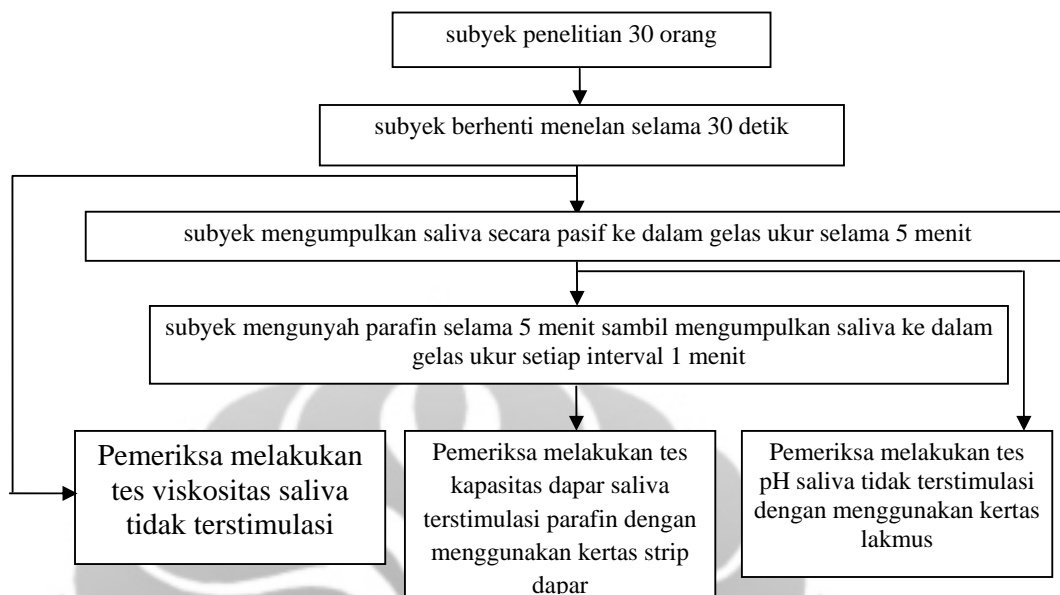 subyek penelitian 30 orang
subyek berhenti menelan selama 30 detik
subyek mengumpulkan saliva secara pasif ke dalam gelas ukur selama 5 menit
subyek mengunyah parafin selama 5 menit sambil mengumpulkan saliva ke dalam
gelas ukur setiap interval 1 menit
Pemeriksa melakukan
tes viskositas saliva
tidak terstimulasi
Pemeriksa melakukan tes
kapasitas dapar saliva
terstimulasi parafin dengan
menggunakan kertas strip
dapar
Pemeriksa melakukan tes
pH saliva tidak terstimulasi
dengan menggunakan kertas
lakmus